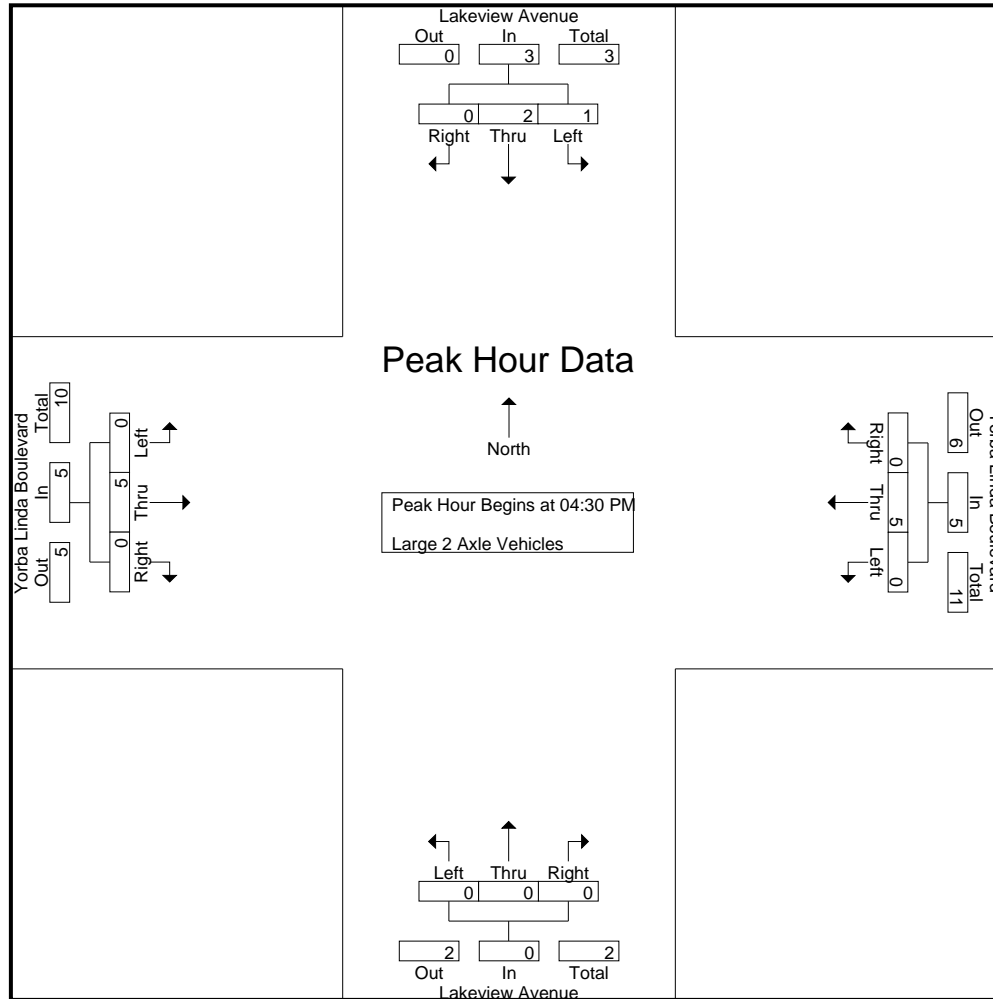 Lakeview Avenue
Out In Total
0 3 3
0 2 1
Right Thru Left
Peak Hour Data
North
Peak Hour Begins at 04:30 PM
Large 2 Axle Vehicles
Yorba Linda Boulevard
Out In Total
5 5 10
Left Thru Right
0 5 0
Out In Total
6 5 11
Right Thru Left
0 5 0
Left Thru Right
0 0 0
2 0 2
Out In Total
Lakeview Avenue